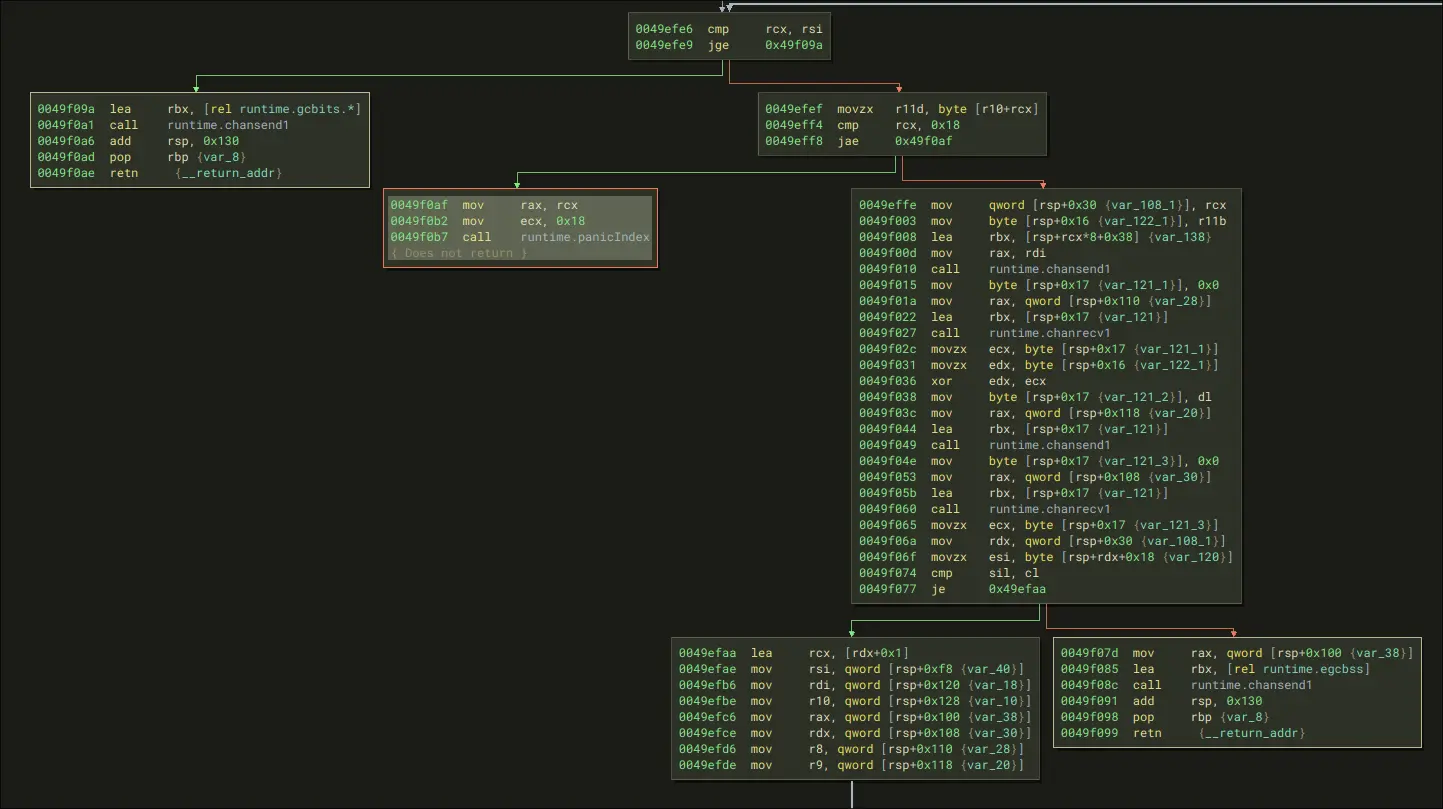 0049efe6 cmp rcx, rsi
0049efe9 jge 0x49f09a
0049f09a lea rbx, [rel runtime.gcbits.*]
0049f0a1 call runtime.chansend1
0049f0a6 add rsp, 0x130
0049f0ad pop rbp {var_8}
0049f0ae retn {__return_addr}
0049efef movzx r11d, byte [r10+rcx]
0049eff4 cmp rcx, 0x18
0049eff8 jae 0x49f0af
0049f0af mov rax, rcx
0049f0b2 mov ecx, 0x18
0049f0b7 call runtime.panicIndex
{ Does not return }
0049effe mov qword [rsp+0x30 {var_108_1}], rcx
0049f003 mov byte [rsp+0x16 {var_122_1}], r11b
0049f008 lea rbx, [rsp+rcx*8+0x38] {var_138}
0049f00d mov rax, rdi
0049f010 call runtime.chansend1
0049f015 mov byte [rsp+0x17 {var_121_1}], 0x0
0049f01a mov rax, qword [rsp+0x110 {var_28}]
0049f022 lea rbx, [rsp+0x17 {var_121}]
0049f027 call runtime.chanrecv1
0049f02c movzx ecx, byte [rsp+0x17 {var_121_1}]
0049f031 movzx edx, byte [rsp+0x16 {var_122_1}]
0049f036 xor edx, ecx
0049f038 mov byte [rsp+0x17 {var_121_2}], dl
0049f03c mov rax, qword [rsp+0x118 {var_20}]
0049f044 lea rbx, [rsp+0x17 {var_121}]
0049f049 call runtime.chansend1
0049f04e mov byte [rsp+0x17 {var_121_3}], 0x0
0049f053 mov rax, qword [rsp+0x108 {var_30}]
0049f05b lea rbx, [rsp+0x17 {var_121}]
0049f060 call runtime.chanrecv1
0049f065 movzx ecx, byte [rsp+0x17 {var_121_3}]
0049f06a mov rdx, qword [rsp+0x30 {var_108_1}]
0049f06f movzx esi, byte [rsp+rdx+0x18 {var_120}]
0049f074 cmp sil, cl
0049f077 je 0x49efaa
0049efaa lea rcx, [rdx+0x1]
0049efae mov rsi, qword [rsp+0xf8 {var_40}]
0049efb6 mov rdi, qword [rsp+0x120 {var_18}]
0049efbe mov r10, qword [rsp+0x128 {var_10}]
0049efc6 mov rax, qword [rsp+0x100 {var_38}]
0049efce mov rdx, qword [rsp+0x108 {var_30}]
0049efd6 mov r8, qword [rsp+0x110 {var_28}]
0049efde mov r9, qword [rsp+0x118 {var_20}]
0049f07d mov rax, qword [rsp+0x100 {var_38}]
0049f085 lea rbx, [rel runtime.egcbss]
0049f08c call runtime.chansend1
0049f091 add rsp, 0x130
0049f098 pop rbp {var_8}
0049f099 retn {__return_addr}